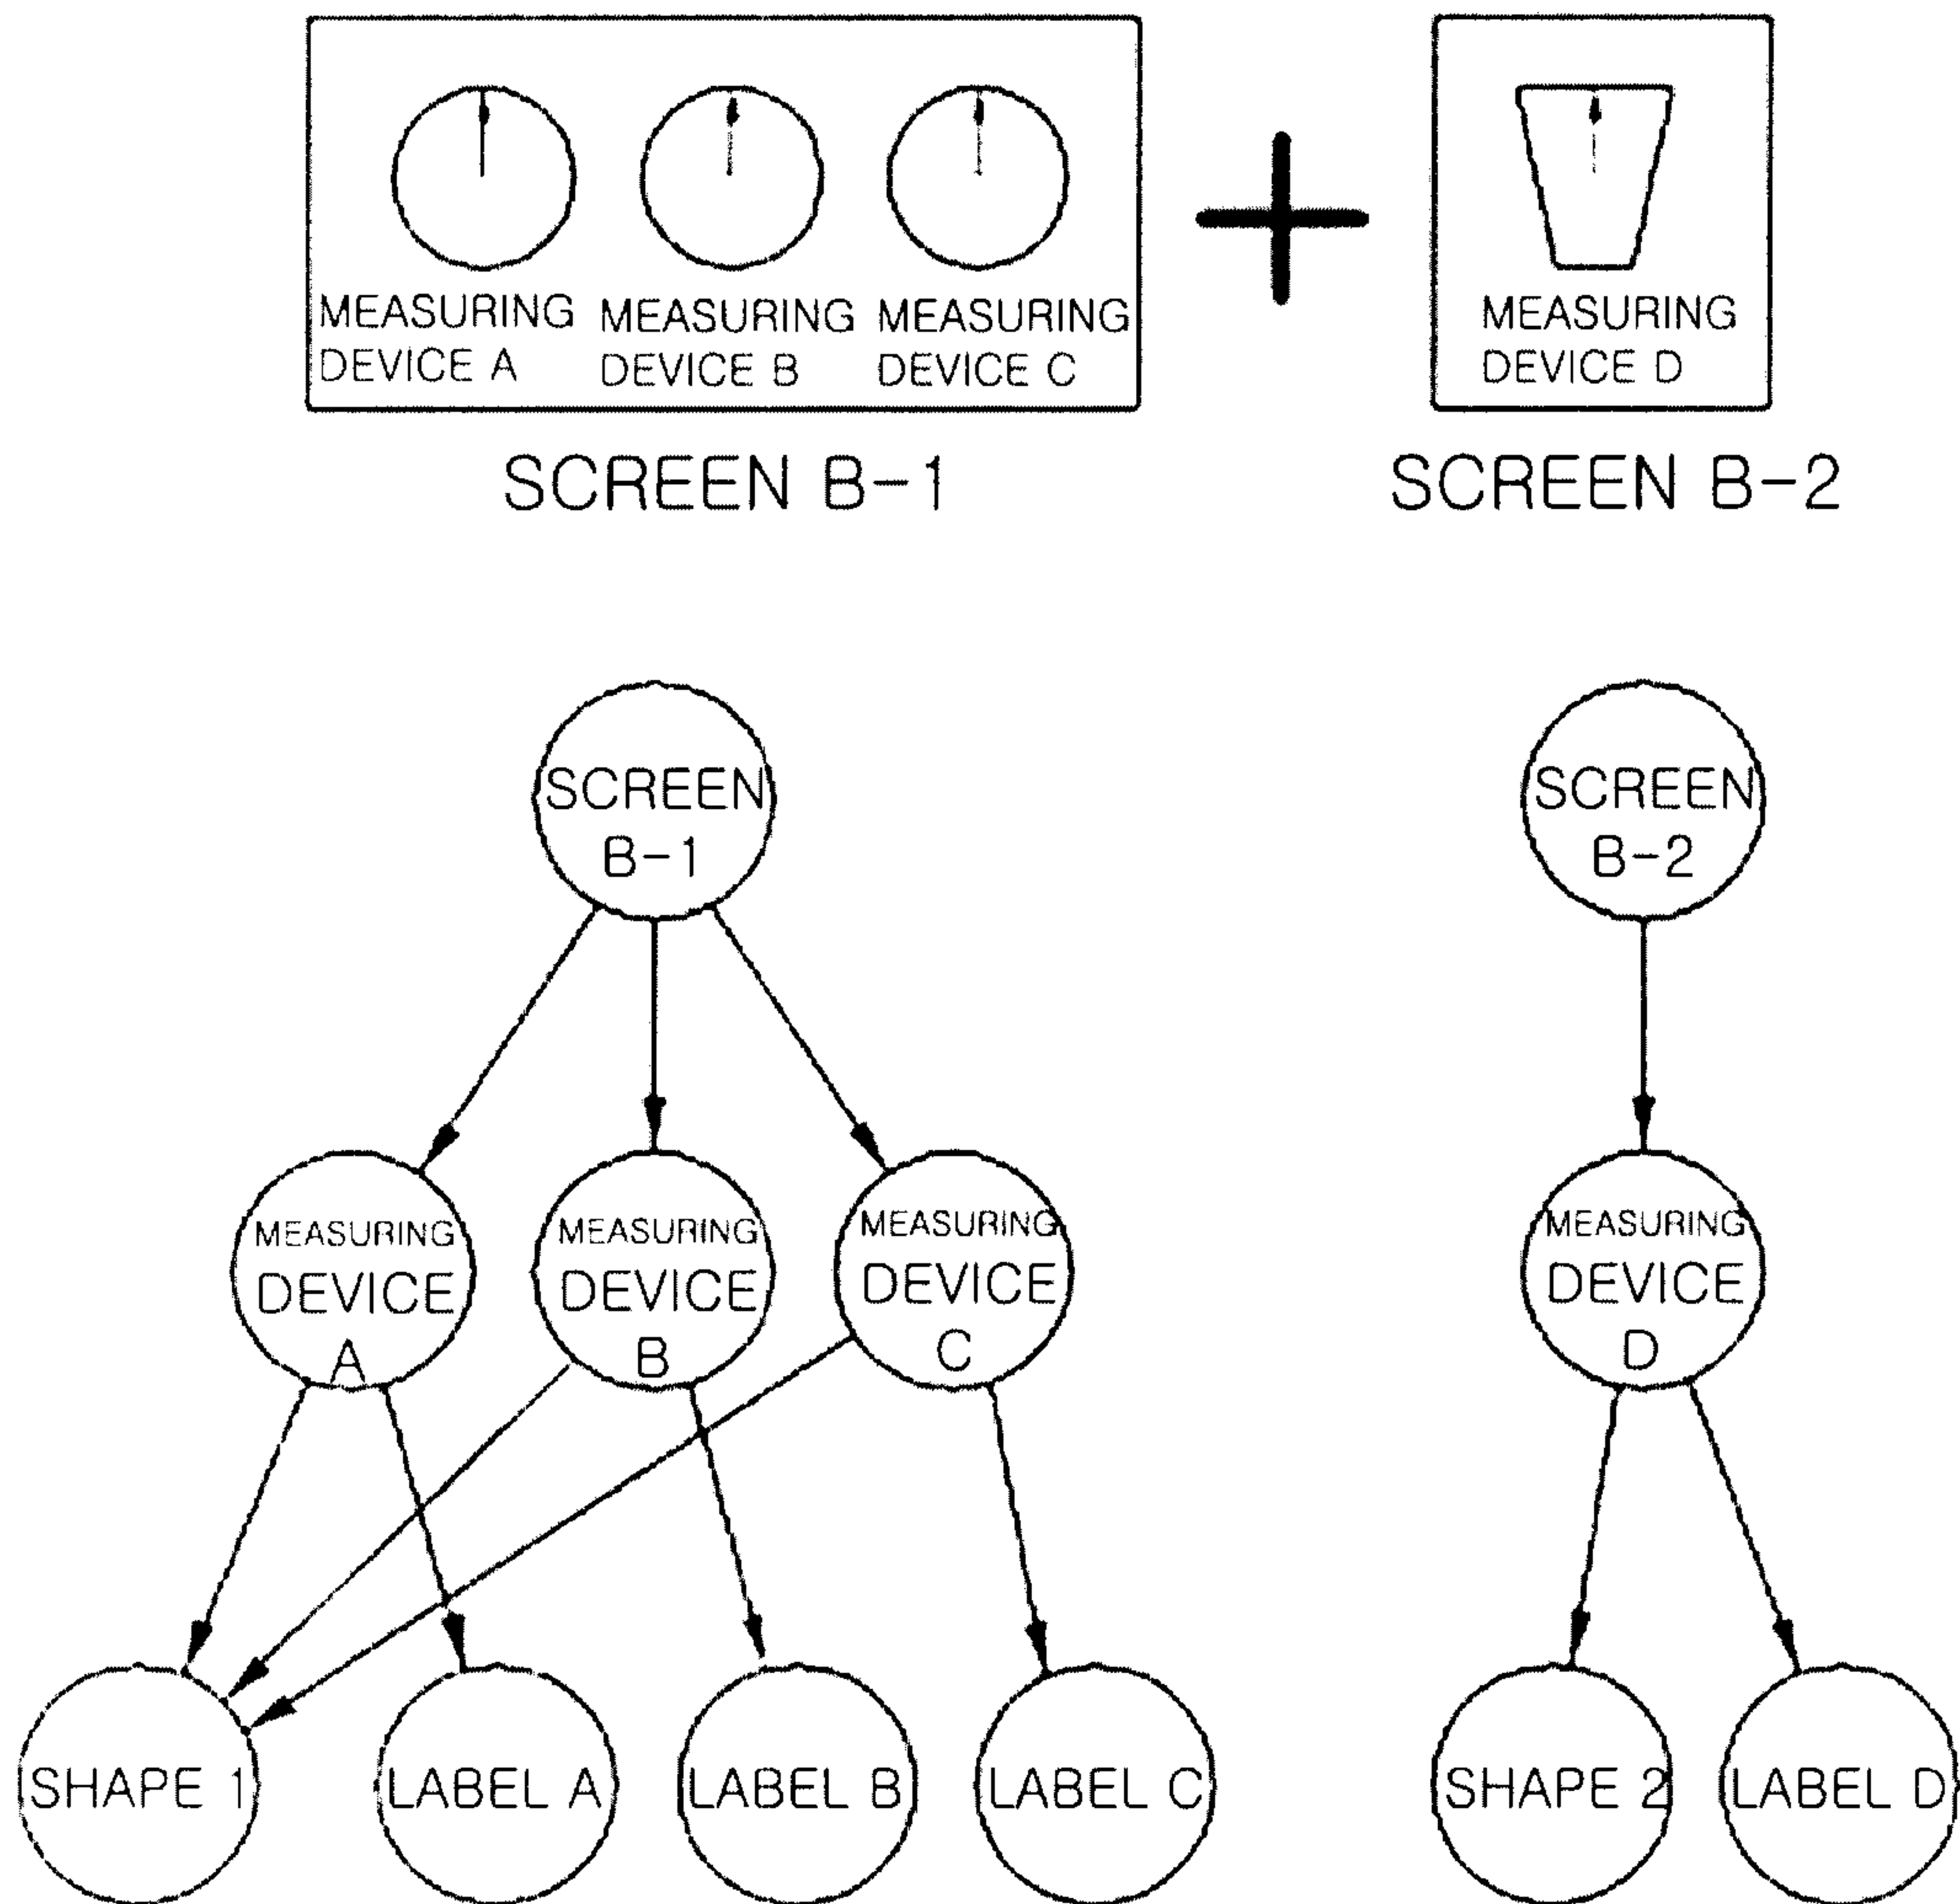 MEASURING
DEVICE A
MEASURING
DEVICE B
MEASURING
DEVICE C
MEASURING
DEVICE D
SCREEN B-1
SCREEN B-2
SCREEN
B-1
SCREEN
B-2
MEASURING
DEVICE
A
MEASURING
DEVICE
B
MEASURING
DEVICE
C
MEASURING
DEVICE
D
SHAPE 1
LABEL A
LABEL B
LABEL C
SHAPE 2
LABEL D